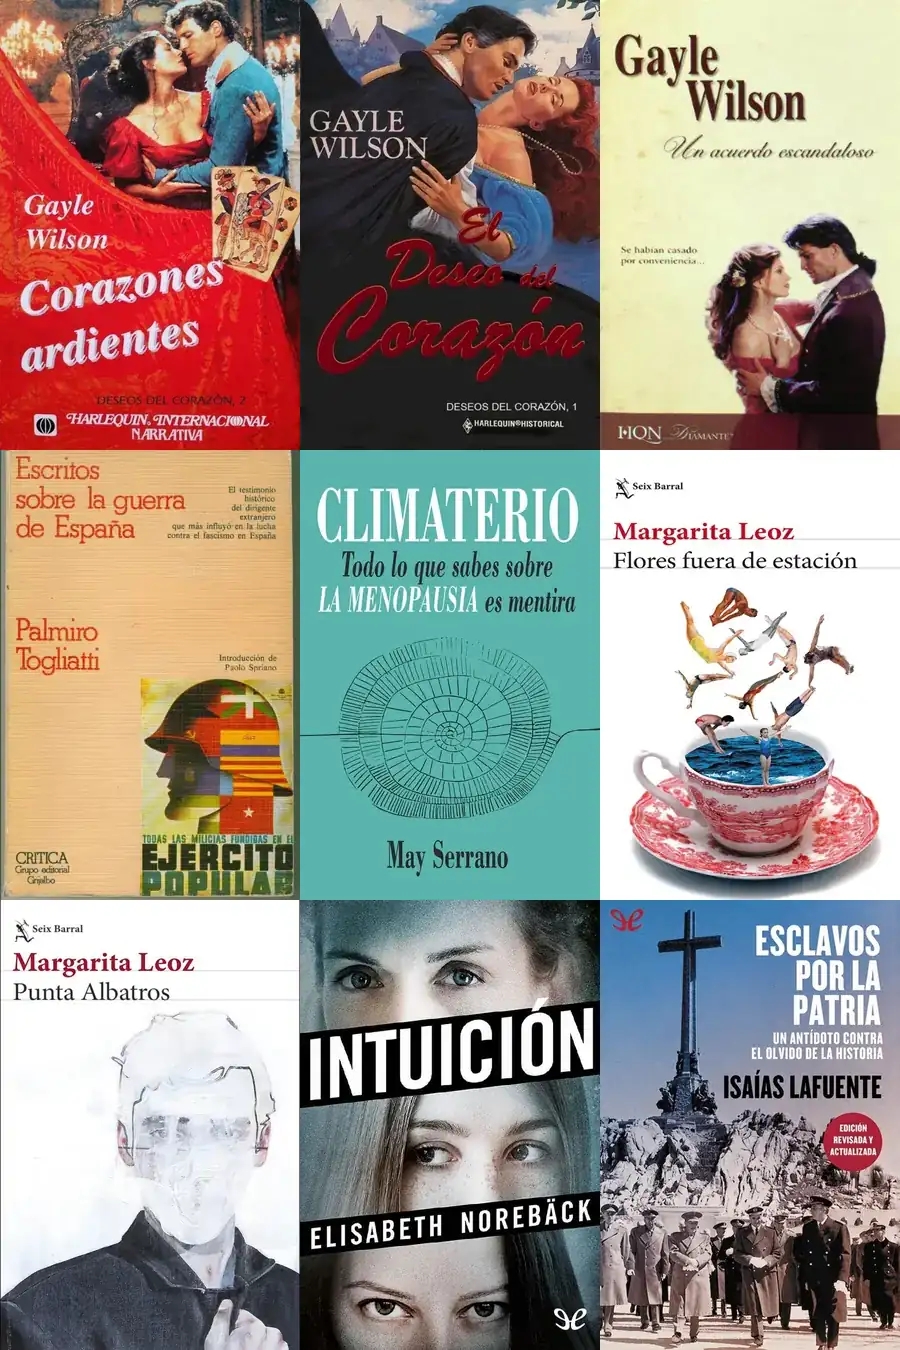 Gayle
Wilson
Corazones
ardientes
DESEOS DEL CORAZÓN, 2
HARLEQUIN INTERNACIONAL
NARRATIVA
GAYLE
WILSON
El
Deseo del
Corazón
DESEOS DEL CORAZÓN, 1
HARLEQUIN®HISTORICAL
Gayle
Wilson
Un acuerdo escandaloso
Se habían casado
por conveniencia...
HQN DIAMANTE
Escritos
sobre la guerra
de España
El testimonio
histórico
del dirigente
extranjero
que más influyó en la lucha
contra el fascismo en España
Palmiro
Togliatti
Introducción de
Paolo Spriano
TODAS LAS MILICIAS FUNDIDAS EN EL
EJERCITO
POPULAR
CRITICA
Grupo editorial
Grijalbo
CLIMATERIO
Todo lo que sabes sobre
LA MENOPAUSIA es mentira
May Serrano
Seix Barral
Margarita Leoz
Flores fuera de estación
Seix Barral
Margarita Leoz
Punta Albatros
INTUICIÓN
ELISABETH NOREBÄCK
ESCLAVOS
POR LA
PATRIA
UN ANTÍDOTO CONTRA
EL OLVIDO DE LA HISTORIA
ISAÍAS LAFUENTE
EDICIÓN
REVISADA Y
ACTUALIZADA